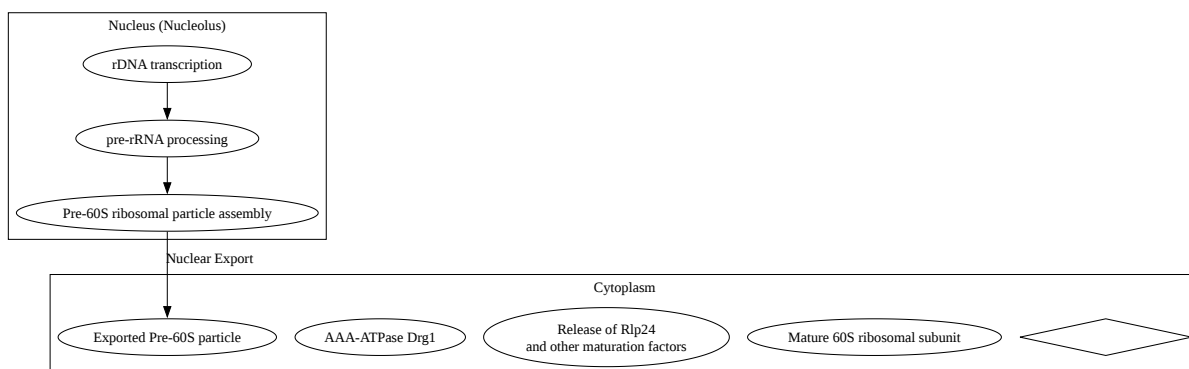 Nucleus (Nucleolus)
rDNA transcription
pre-rRNA processing
Pre-60S ribosomal particle assembly
Nuclear Export
Cytoplasm
Exported Pre-60S particle
AAA-ATPase Drg1
Release of Rlp24
and other maturation factors
Mature 60S ribosomal subunit